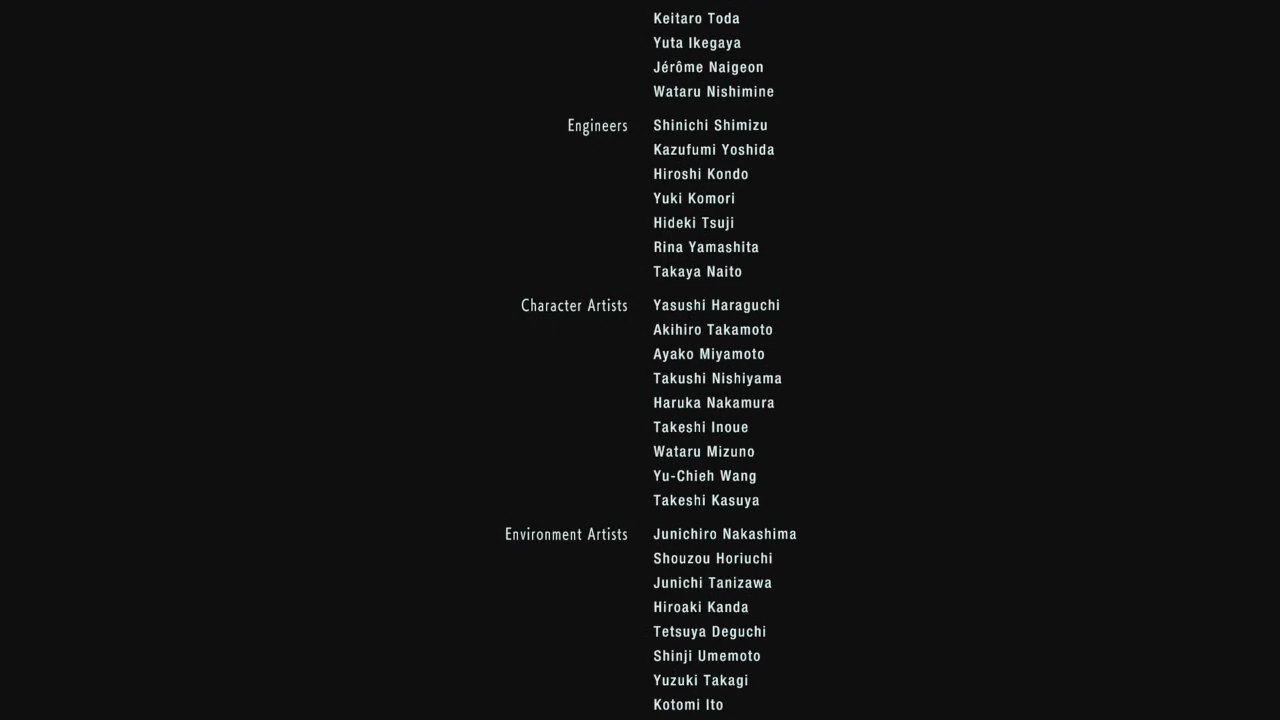 Keitaro Toda
Yuta Ikegaya
Jérôme Naigeon
Wataru Nishimine
Engineers Shinichi Shimizu
Kazufumi Yoshida
Hiroshi Kondo
Yuki Komori
Hideki Tsuji
Rina Yamashita
Takaya Naito
Character Artists Yasushi Haraguchi
Akihiro Takamoto
Ayako Miyamoto
Takushi Nishiyama
Haruka Nakamura
Takeshi Inoue
Wataru Mizuno
Yu-Chieh Wang
Takeshi Kasuya
Environment Artists Junichiro Nakashima
Shouzou Horiuchi
Junichi Tanizawa
Hiroaki Kanda
Tetsuya Deguchi
Shinji Umemoto
Yuzuki Takagi
Kotomi Ito